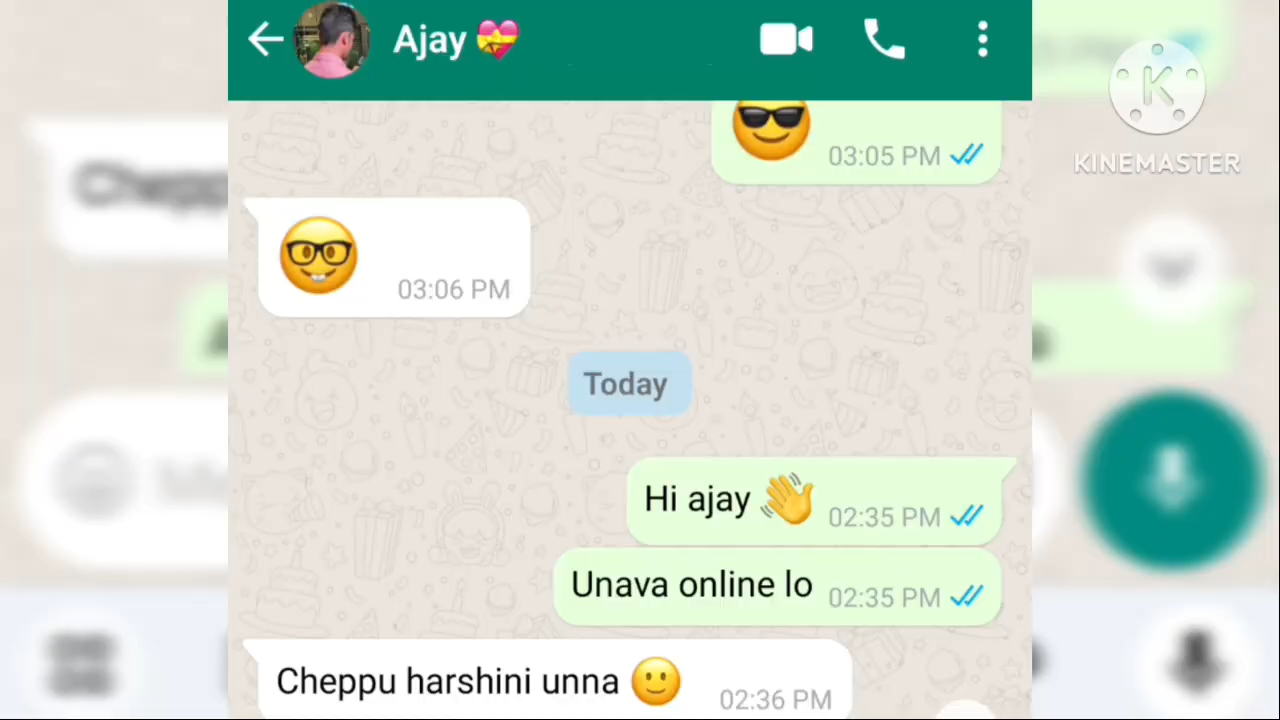 Ajay 💝
K
KINEMASTER
😎 03:05 PM
🤓 03:06 PM
Today
Hi ajay 👋 02:35 PM
Unava online lo 02:35 PM
Cheppu harshini unna 🙂 02:36 PM